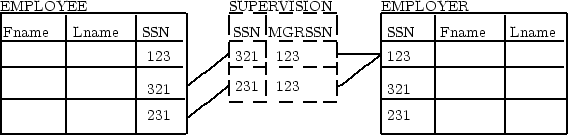 EMPLOYEE SUPERVISION EMPLOYER
Fname Lname SSN SSN MGRSSN SSN Fname Lname
123 321 123 123
321 231 123 321
231 231